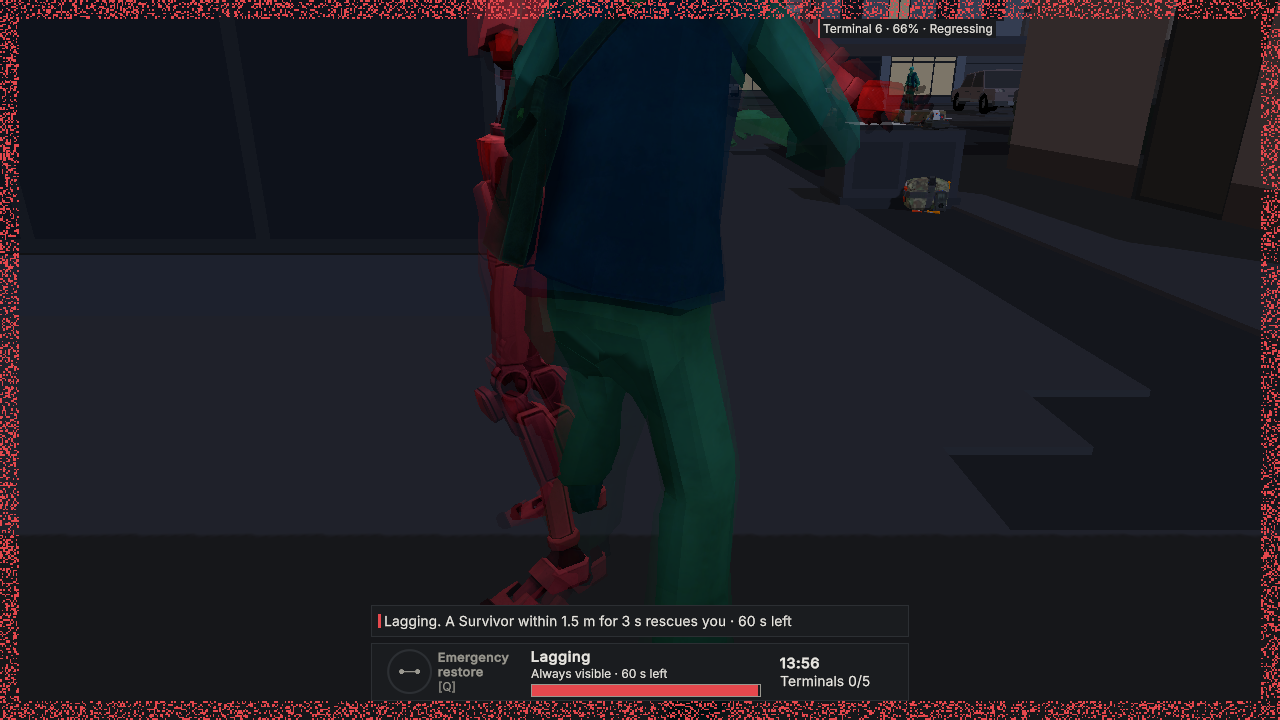 Terminal 6 · 66% · Regressing
Lagging. A Survivor within 1.5 m for 3 s rescues you · 60 s left
Emergency
restore
[Q]
Lagging
Always visible · 60 s left
13:56
Terminals 0/5